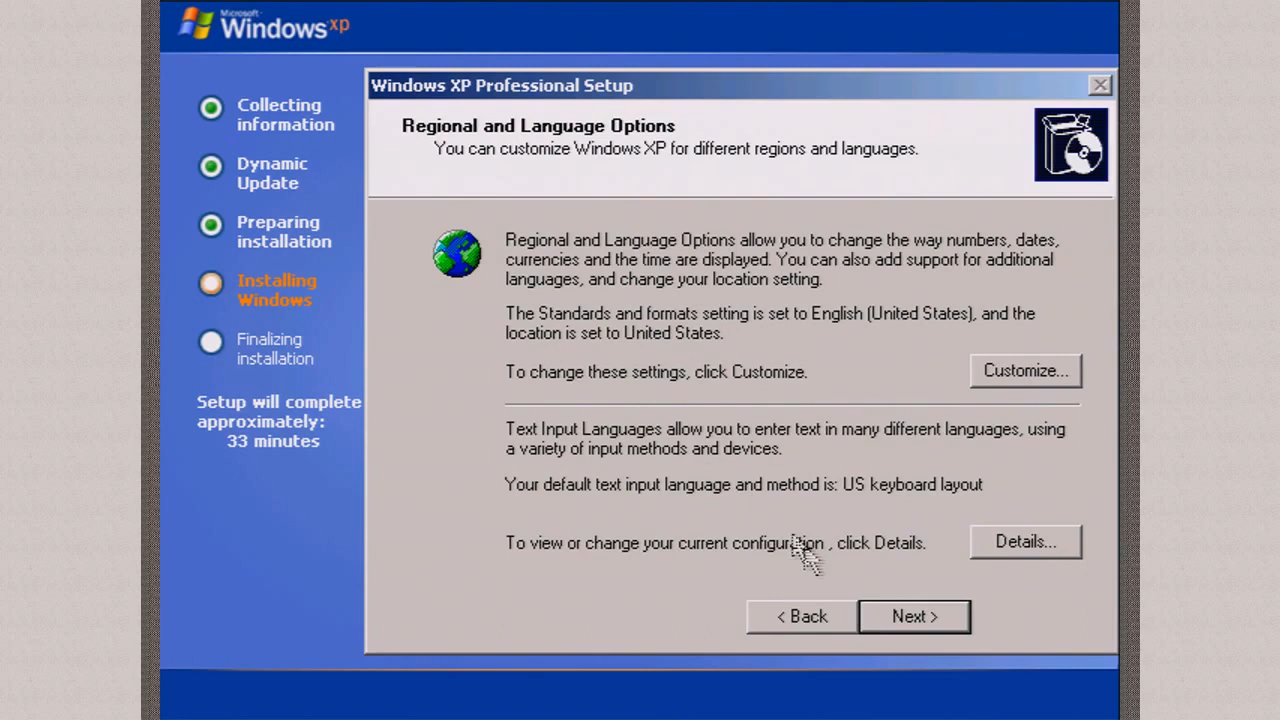 Microsoft
Windows xp
Collecting
information
Dynamic
Update
Preparing
installation
Installing
Windows
Finalizing
installation
Setup will complete
approximately:
33 minutes
Windows XP Professional Setup
Regional and Language Options
You can customize Windows XP for different regions and languages.
Regional and Language Options allow you to change the way numbers, dates,
currencies and the time are displayed. You can also add support for additional
languages, and change your location setting.
The Standards and formats setting is set to English (United States), and the
location is set to United States.
To change these settings, click Customize.
Customize...
Text Input Languages allow you to enter text in many different languages, using
a variety of input methods and devices.
Your default text input language and method is: US keyboard layout
To view or change your current configuration , click Details.
Details...
< Back
Next >